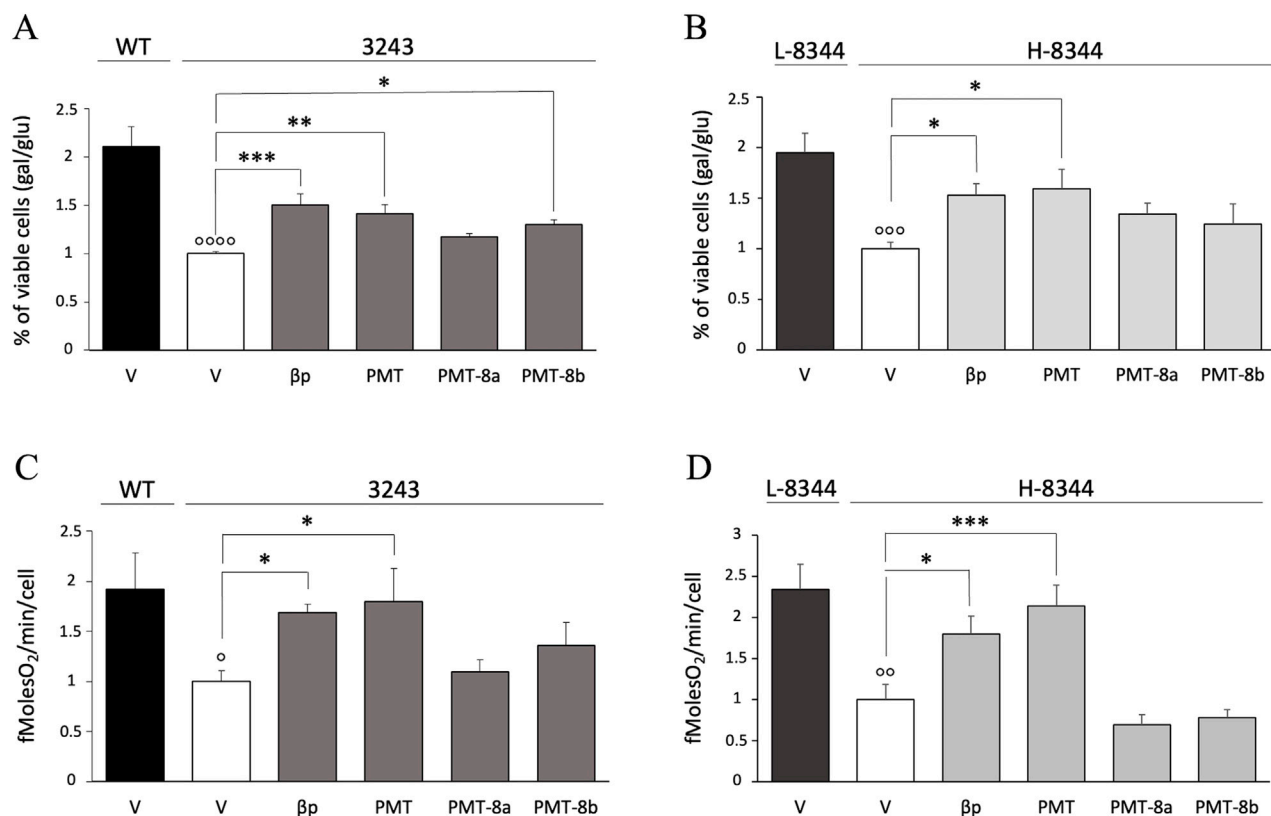 A
WT 3243
% of viable cells (gal/glu)
2.5
2
1.5
1
0.5
0
*
**
***
°°°°
V V βp PMT PMT-8a PMT-8b
B
L-8344 H-8344
% of viable cells (gal/glu)
2.5
2
1.5
1
0.5
0
*
*
°°°
V V βp PMT PMT-8a PMT-8b
C
WT 3243
fMolesO₂/min/cell
2.5
2
1.5
1
0.5
0
*
*
°
V V βp PMT PMT-8a PMT-8b
D
L-8344 H-8344
fMolesO₂/min/cell
3
2.5
2
1.5
1
0.5
0
***
*
°°
V V βp PMT PMT-8a PMT-8b